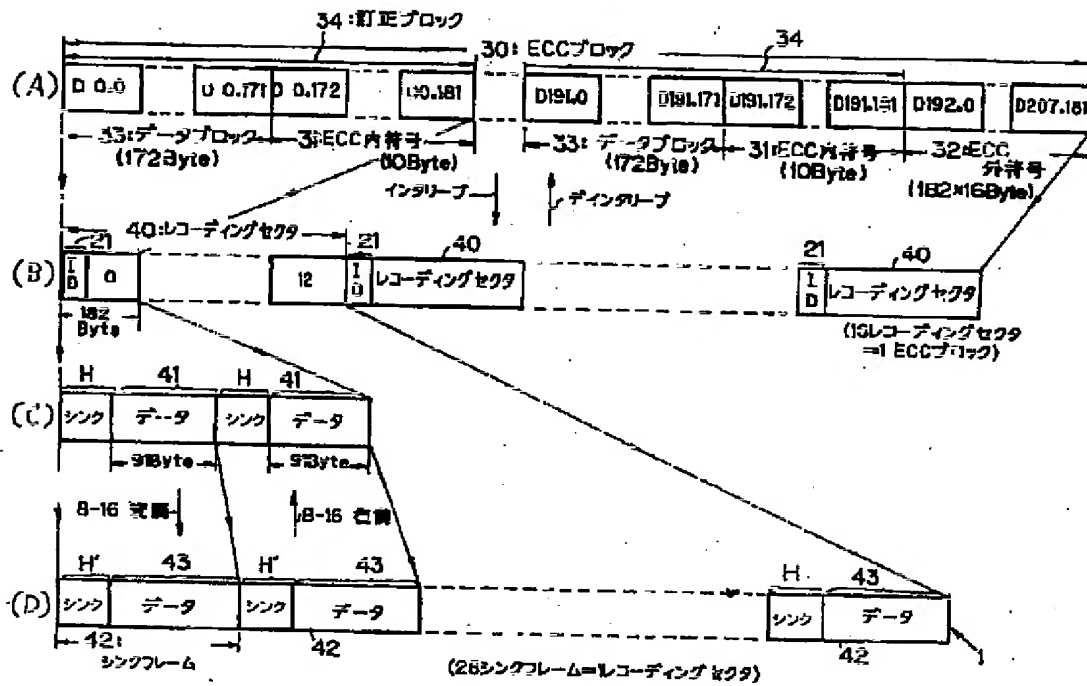 34:訂正ブロック
30:ECCブロック
34
(A)
D 0.0
D 0.171
D 0.172
D0.181
D191.0
D191.171
D191.172
D191.181
D192.0
D207.181
33:データブロック
(172Byte)
31:ECC内符号
(10Byte)
33:データブロック
(172Byte)
31:ECC内符号
(10Byte)
32:ECC
外符号
(182×16Byte)
インタリーブ
デインタリーブ
21
40:レコーディングセクタ
21
40
21
40
(B)
ID
0
12
ID
レコーディングセクタ
ID
レコーディングセクタ
182
Byte
(16レコーディングセクタ
=1 ECCブロック)
H
41
H
41
(C)
シンク
データ
シンク
データ
91Byte
91Byte
8-16 変調
8-16 復調
H'
43
H'
43
H
43
(D)
シンク
データ
シンク
データ
シンク
データ
42:
シンクフレーム
42
42
1
(26シンクフレーム=1レコーディングセクタ)